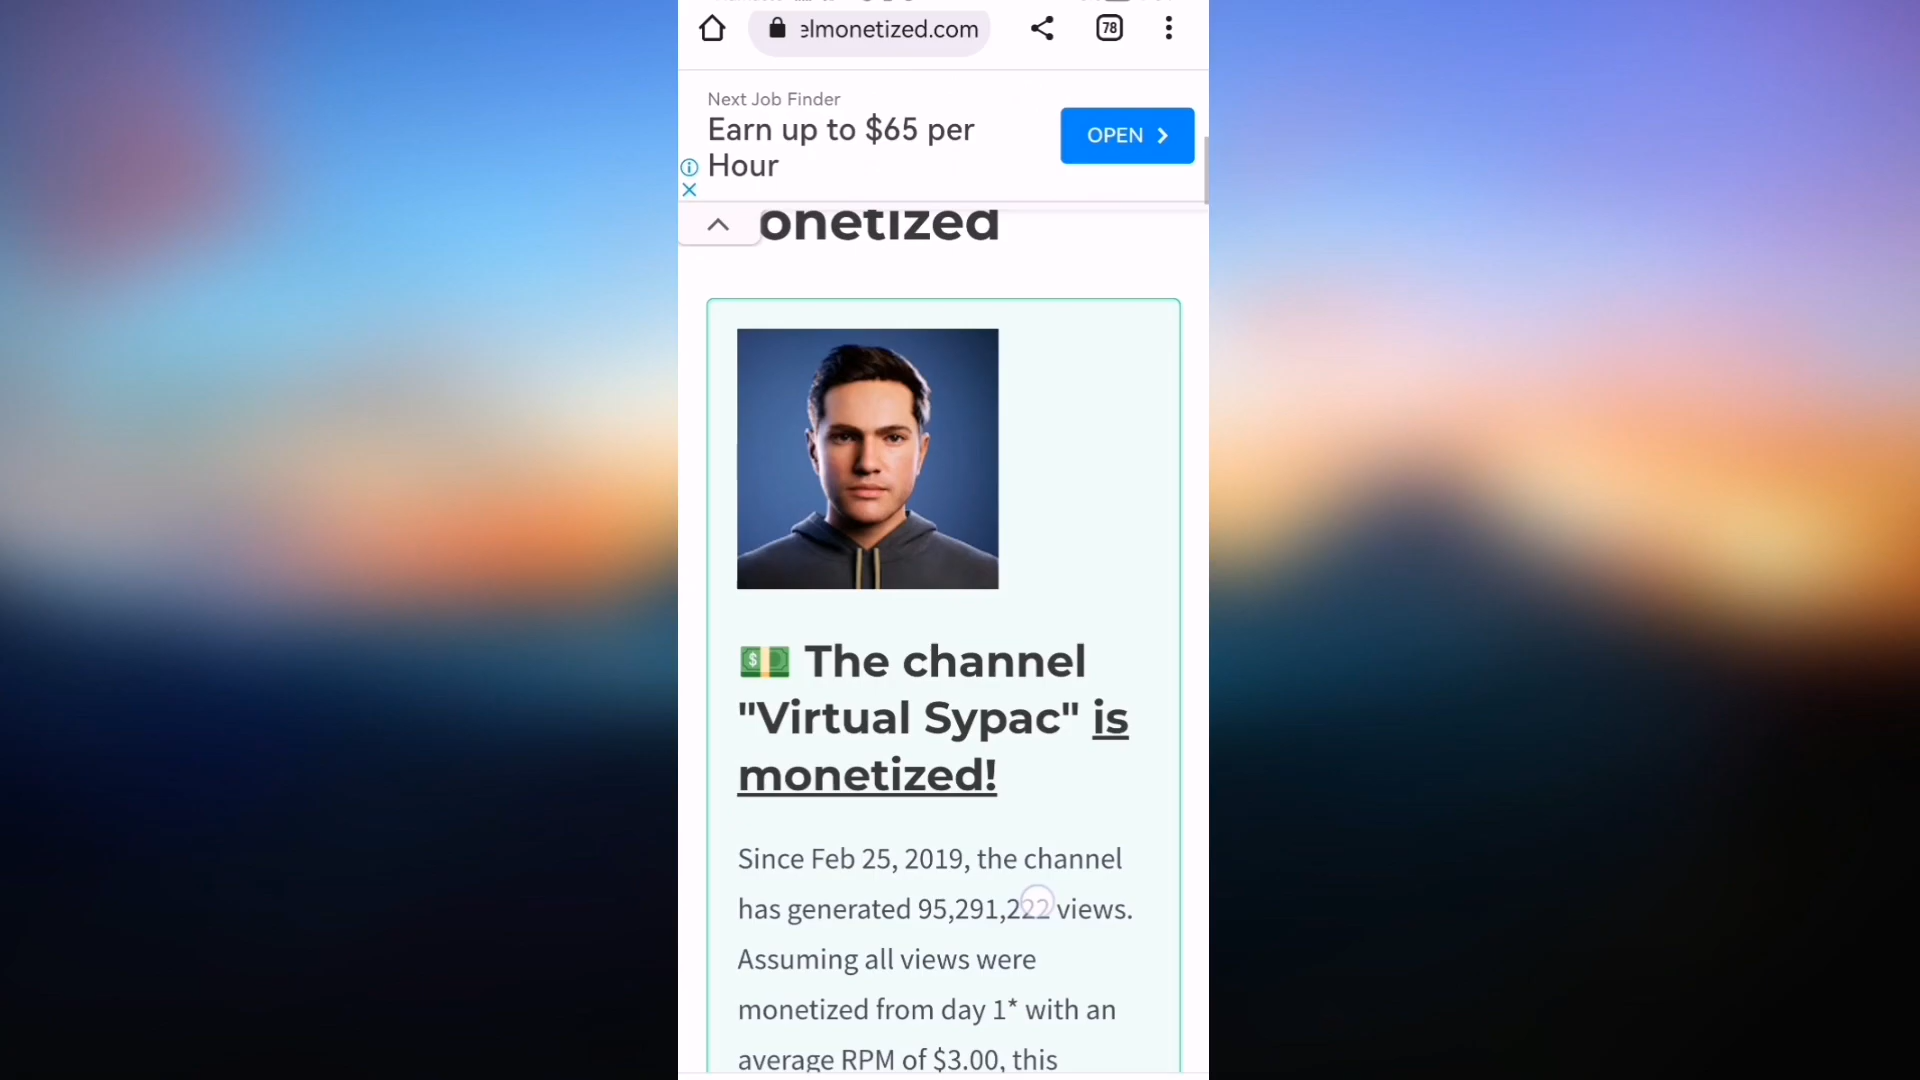 elmonetized.com
78
Next Job Finder
Earn up to $65 per
Hour
OPEN
onetized
The channel
"Virtual Sypac" is
monetized!
Since Feb 25, 2019, the channel
has generated 95,291,222 views.
Assuming all views were
monetized from day 1* with an
average RPM of $3.00, this